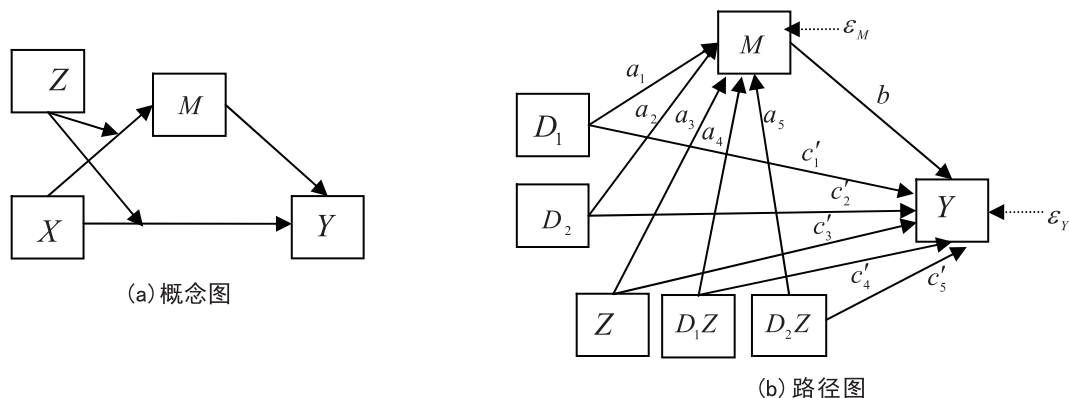 Z
M
X
Y
(a)概念图
M
ε_M
a_1
a_2
a_3
a_4
a_5
b
D_1
D_2
c′_1
c′_2
c′_3
c′_4
c′_5
Y
ε_Y
Z
D_1Z
D_2Z
(b)路径图